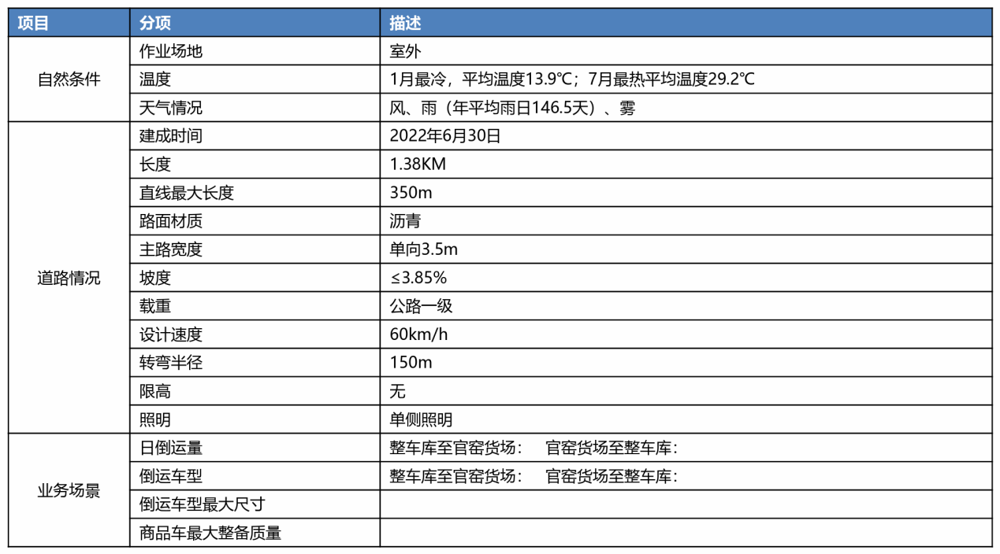 项目 分项 描述
自然条件 作业场地 室外
温度 1月最冷，平均温度13.9℃；7月最热平均温度29.2℃
天气情况 风、雨（年平均雨日146.5天）、雾
道路情况 建成时间 2022年6月30日
长度 1.38KM
直线最大长度 350m
路面材质 沥青
主路宽度 单向3.5m
坡度 ≤3.85%
载重 公路一级
设计速度 60km/h
转弯半径 150m
限高 无
照明 单侧照明
业务场景 日倒运量 整车库至官窑货场： 官窑货场至整车库：
倒运车型 整车库至官窑货场： 官窑货场至整车库：
倒运车型最大尺寸
商品车最大整备质量